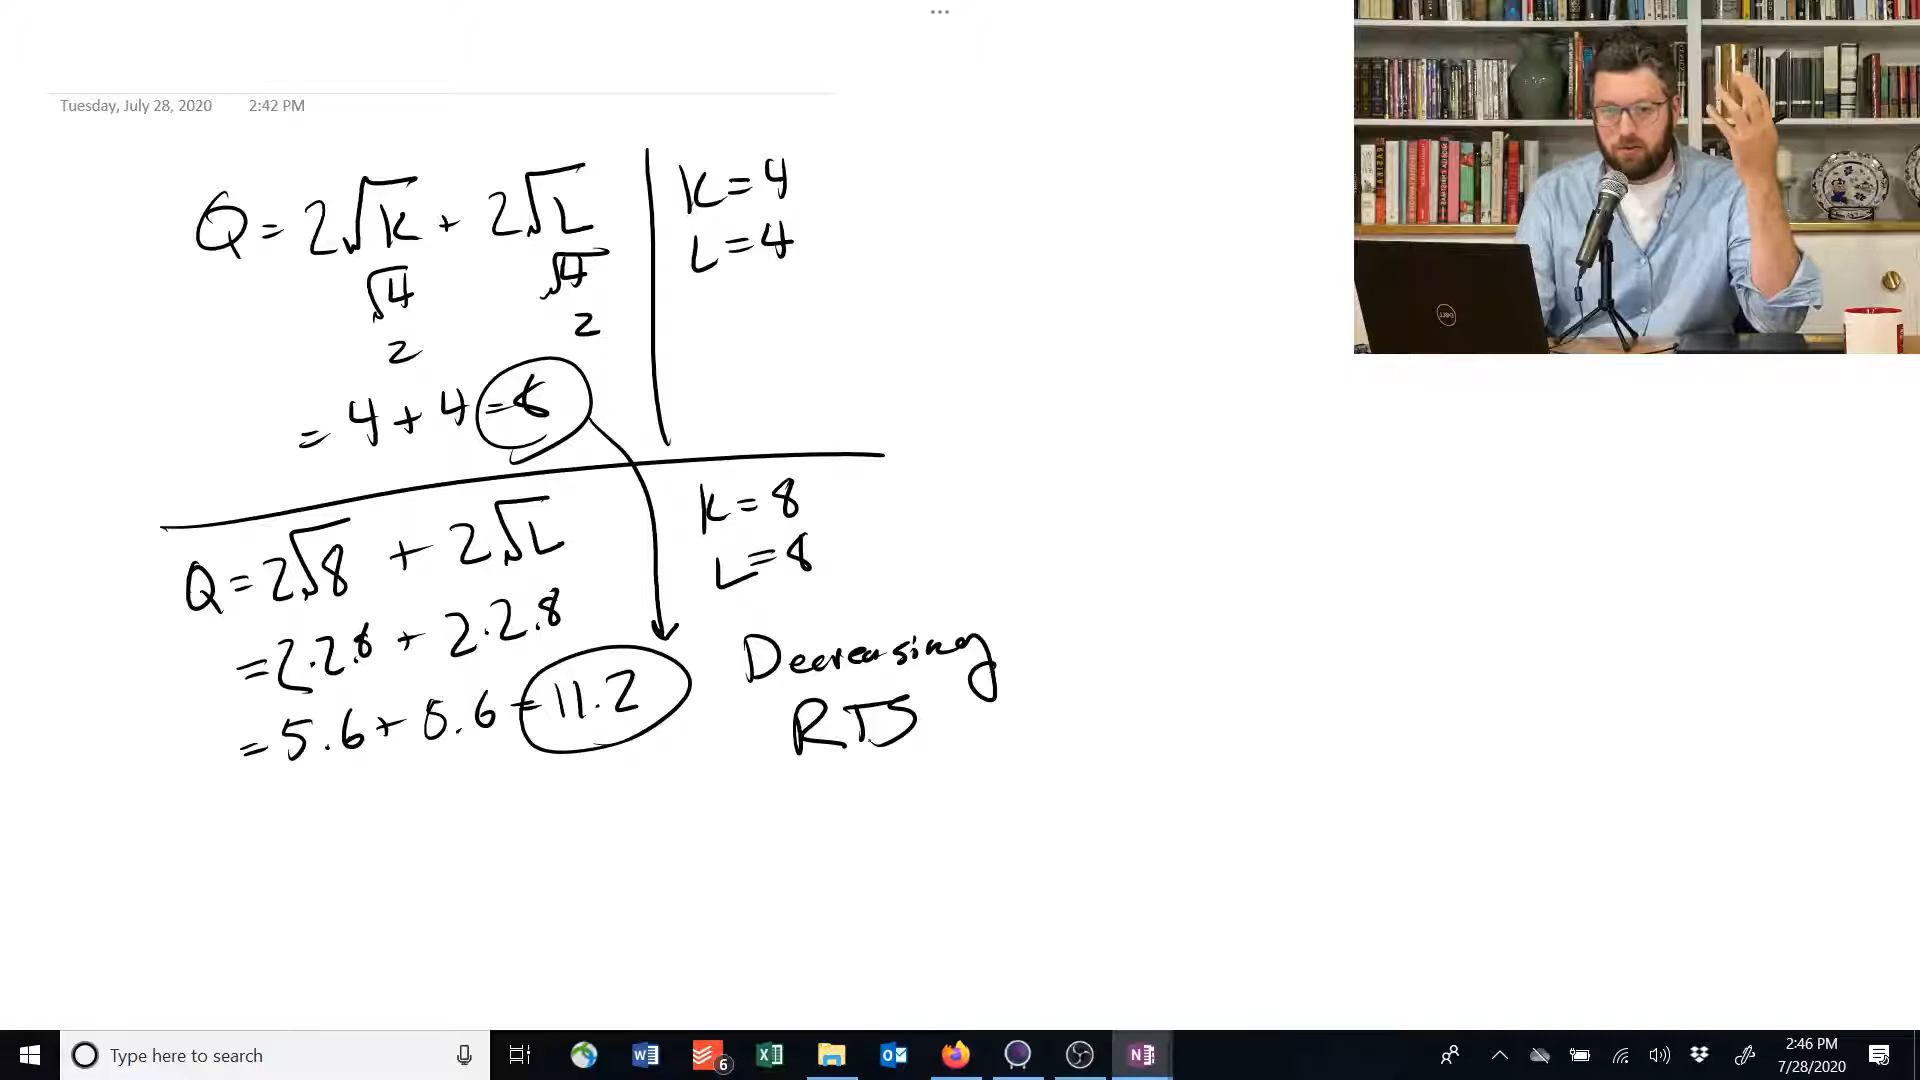 Tuesday, July 28, 2020 2:42 PM
Q = 2√K + 2√L
√4 √4
2 2
= 4 + 4 = 8
K = 4
L = 4
Q = 2√8 + 2√L
= 2.2.8 + 2.2.8
= 5.6 + 5.6 = 11.2
K = 8
L = 8
Decreasing
RTS
DELL
Type here to search
6
2:46 PM
7/28/2020